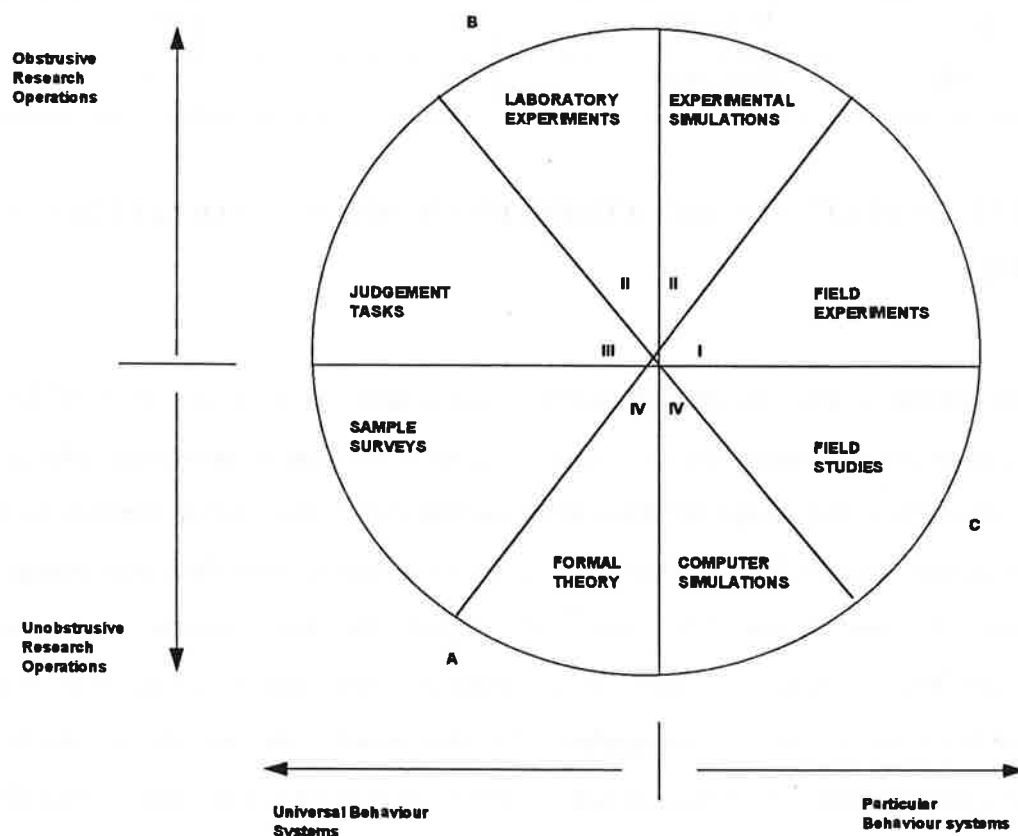 B
Obstrusive
Research
Operations
LABORATORY
EXPERIMENTS
EXPERIMENTAL
SIMULATIONS
JUDGEMENT
TASKS
II
II
FIELD
EXPERIMENTS
III
I
SAMPLE
SURVEYS
IV
IV
FIELD
STUDIES
C
FORMAL
THEORY
COMPUTER
SIMULATIONS
Unobstrusive
Research
Operations
A
Universal Behaviour
Systems
Particular
Behaviour systems